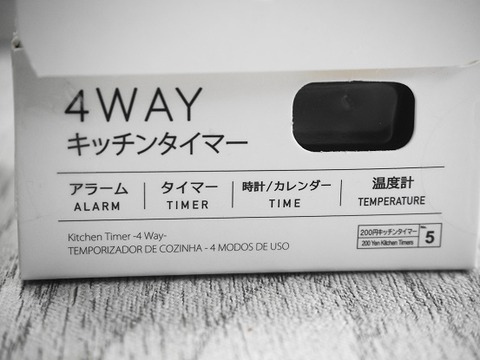 4WAY
キッチンタイマー
アラーム タイマー 時計/カレンダー 温度計
ALARM TIMER TIME TEMPERATURE
Kitchen Timer -4 Way-
TEMPORIZADOR DE COZINHA - 4 MODOS DE USO
200円キッチンタイマー
200 Yen Kitchen Timers
No. 5